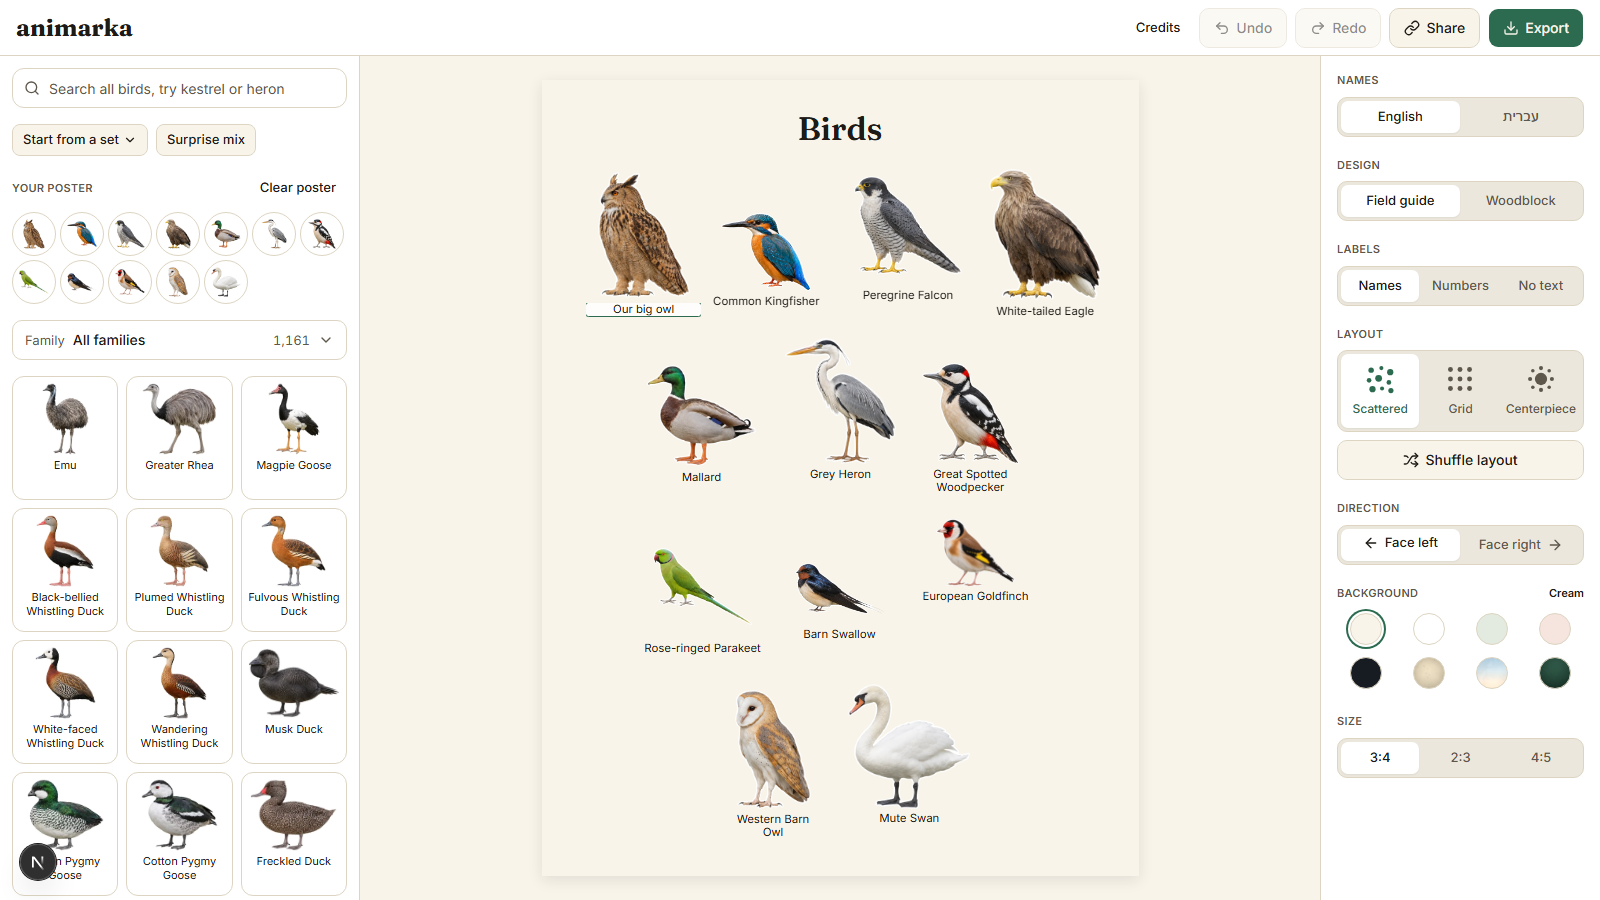 animarka
Credits
Undo
Redo
Share
Export
Search all birds, try kestrel or heron
Start from a set
Surprise mix
YOUR POSTER
Clear poster
Family All families 1,161
Emu
Greater Rhea
Magpie Goose
Black-bellied
Whistling Duck
Plumed Whistling
Duck
Fulvous Whistling
Duck
White-faced
Whistling Duck
Wandering
Whistling Duck
Musk Duck
N
Pygmy
Goose
Cotton Pygmy
Goose
Freckled Duck
Birds
Our big owl
Common Kingfisher
Peregrine Falcon
White-tailed Eagle
Mallard
Grey Heron
Great Spotted
Woodpecker
Rose-ringed Parakeet
Barn Swallow
European Goldfinch
Western Barn
Owl
Mute Swan
NAMES
English
עברית
DESIGN
Field guide
Woodblock
LABELS
Names
Numbers
No text
LAYOUT
Scattered
Grid
Centerpiece
Shuffle layout
DIRECTION
Face left
Face right
BACKGROUND
Cream
SIZE
3:4
2:3
4:5